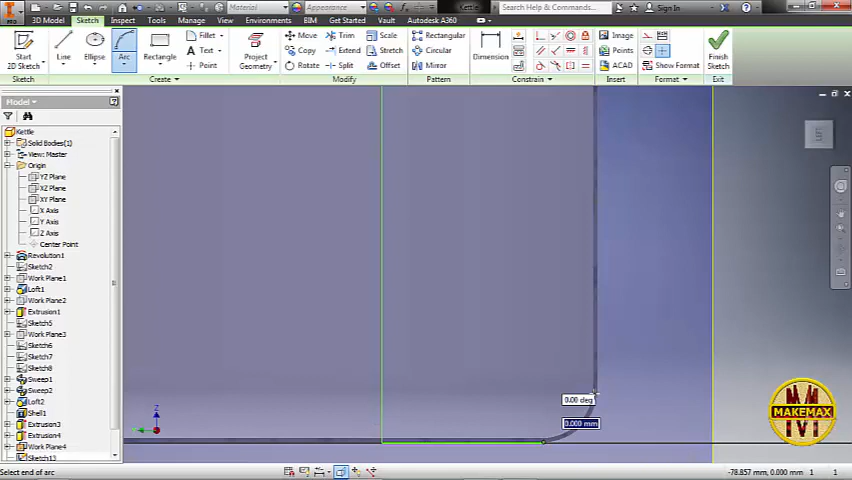 PRO
Material
Appearance
Kettle
Search Help & Commands...
Sign In
3D Model Sketch Inspect Tools Manage View Environments BIM Get Started Vault Autodesk A360
Start
2D Sketch
Line
Ellipse
Arc
Rectangle
Fillet
Text
Point
Project
Geometry
Move Trim Scale
Copy Extend Stretch
Rotate Split Offset
Rectangular
Circular
Mirror
Dimension
Image
Points
ACAD
Show Format
Finish
Sketch
Sketch Create Modify Pattern Constrain Insert Format Exit
Model
Kettle
Solid Bodies(1)
View: Master
Origin
YZ Plane
XZ Plane
XY Plane
X Axis
Y Axis
Z Axis
Center Point
Revolution1
Sketch2
Work Plane1
Loft1
Work Plane2
Extrusion1
Sketch5
Work Plane3
Sketch6
Sketch7
Sketch8
Sweep1
Sweep2
Loft2
Shell1
Extrusion3
Extrusion4
Work Plane4
Sketch13
LEFT
0.00 deg
0.000 mm
Z
MAKEMAX
Select end of arc
-78.857 mm, 0.000 mm